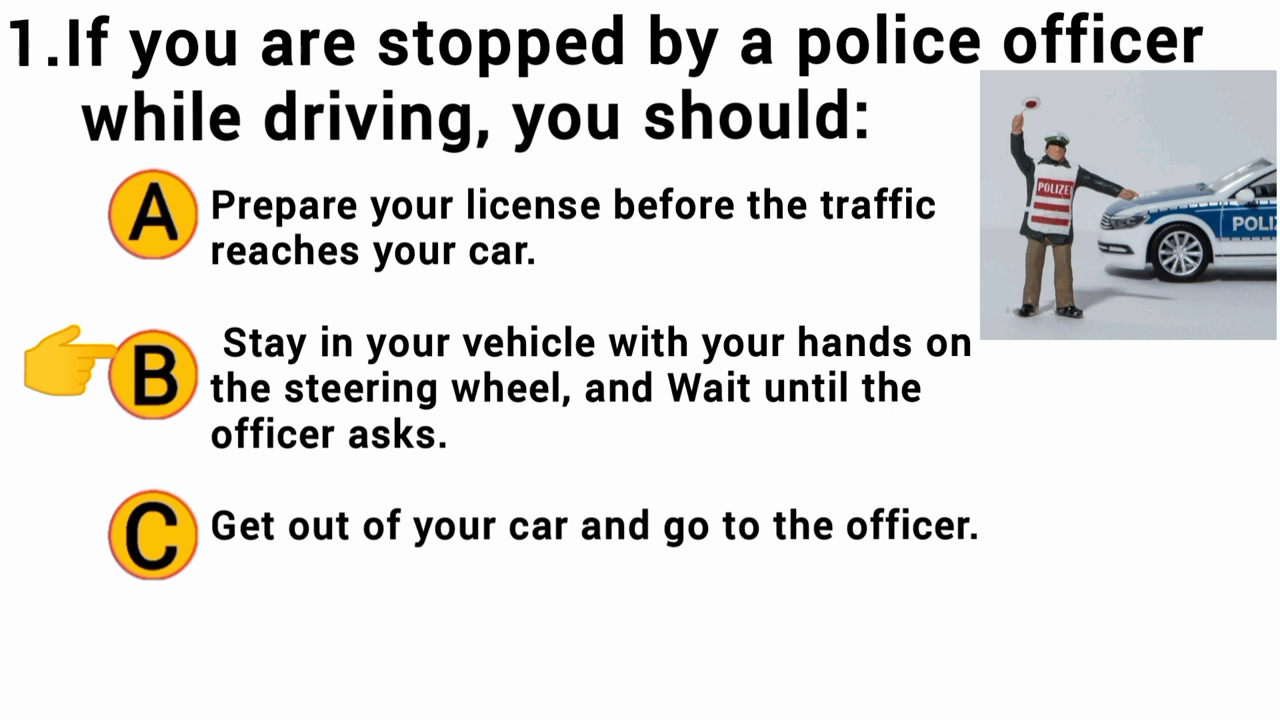 1.If you are stopped by a police officer
while driving, you should:
POLIZEI
POLIZ
A
Prepare your license before the traffic
reaches your car.
B
Stay in your vehicle with your hands on
the steering wheel, and Wait until the
officer asks.
C
Get out of your car and go to the officer.